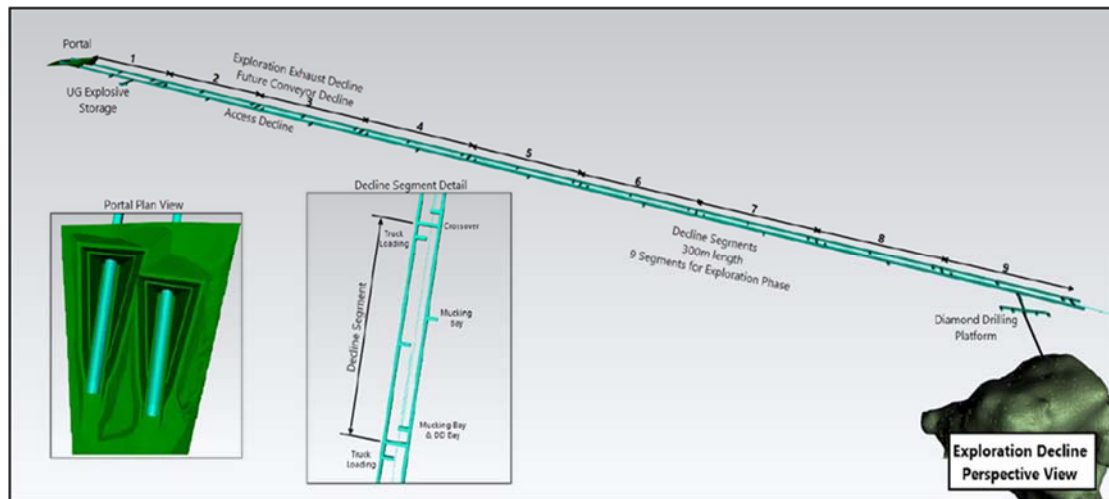 Portal
1
2
3
4
5
6
7
8
9
Exploration Exhaust Decline
Future Conveyor Decline
UG Explosive
Storage
Access Decline
Decline Segments
300m length
9 Segments for Exploration Phase
Diamond Drilling
Platform
Portal Plan View
Decline Segment Detail
Truck
Loading
Crossover
Decline Segment
Mucking
Bay
Mucking Bay
& DD Bay
Truck
Loading
Exploration Decline
Perspective View